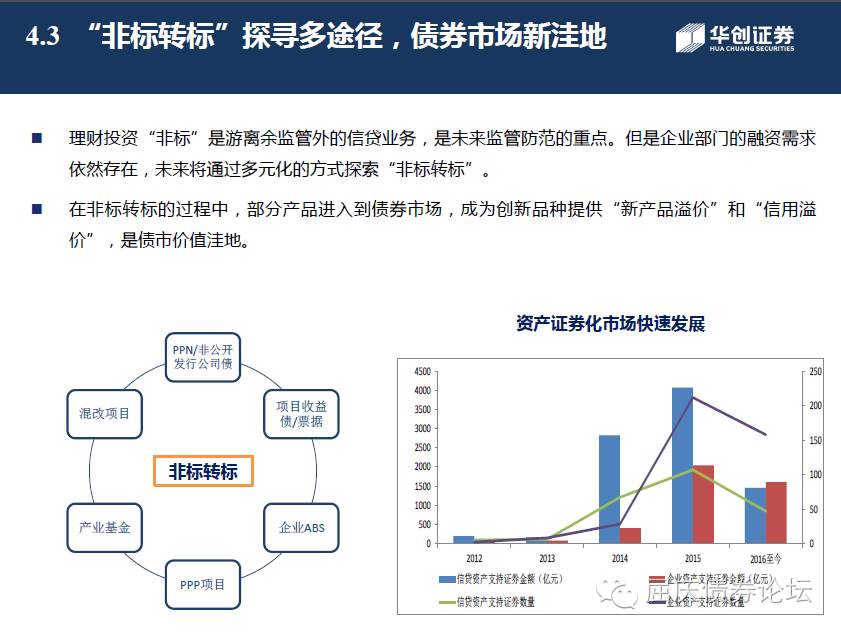 4.3 “非标转标”探寻多途径，债券市场新洼地
华创证券
HUA CHUANG SECURITIES
理财投资“非标”是游离余监管外的信贷业务，是未来监管防范的重点。但是企业部门的融资需求
依然存在，未来将通过多元化的方式探索“非标转标”。
在非标转标的过程中，部分产品进入到债券市场，成为创新品种提供“新产品溢价”和“信用溢
价”，是债市价值洼地。
PPN/非公开
发行公司债
混改项目
项目收益
债/票据
非标转标
产业基金
企业ABS
PPP项目
资产证券化市场快速发展
4500
4000
3500
3000
2500
2000
1500
1000
500
0
250
200
150
100
50
0
2012 2013 2014 2015 2016至今
信贷资产支持证券金额（亿元） 企业资产支持证券金额（亿元）
信贷资产支持证券数量 企业资产支持证券数量
屈庆债券论坛